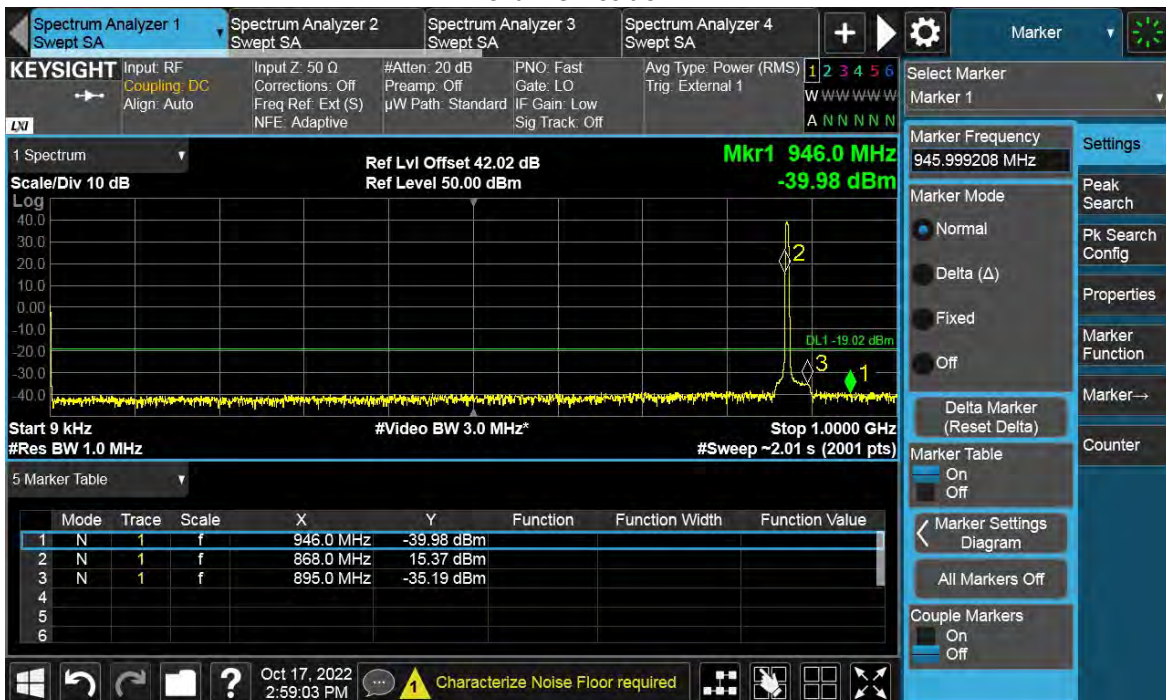 Spectrum Analyzer 1
Swept SA
Spectrum Analyzer 2
Swept SA
Spectrum Analyzer 3
Swept SA
Spectrum Analyzer 4
Swept SA
+
Marker
KEYSIGHT
LXI
Input: RF
Coupling: DC
Align: Auto
Input Z: 50 Ω
Corrections: Off
Freq Ref: Ext (S)
NFE: Adaptive
#Atten: 20 dB
Preamp: Off
µW Path: Standard
PNO: Fast
Gate: LO
IF Gain: Low
Sig Track: Off
Avg Type: Power (RMS)
Trig: External 1
1 2 3 4 5 6
W W W W W W
A N N N N N
Select Marker
Marker 1
1 Spectrum
Scale/Div 10 dB
Ref Lvl Offset 42.02 dB
Ref Level 50.00 dBm
Mkr1 946.0 MHz
-39.98 dBm
Log
40.0
30.0
20.0
10.0
0.00
-10.0
-20.0
-30.0
-40.0
2
DL1 -19.02 dBm
3
1
Start 9 kHz
#Res BW 1.0 MHz
#Video BW 3.0 MHz*
Stop 1.0000 GHz
#Sweep ~2.01 s (2001 pts)
5 Marker Table
Mode Trace Scale X Y Function Function Width Function Value
1 N 1 f 946.0 MHz -39.98 dBm
2 N 1 f 868.0 MHz 15.37 dBm
3 N 1 f 895.0 MHz -35.19 dBm
4
5
6
Marker Frequency
945.999208 MHz
Marker Mode
Normal
Delta (Δ)
Fixed
Off
Delta Marker
(Reset Delta)
Marker Table
On
Off
Marker Settings
Diagram
All Markers Off
Couple Markers
On
Off
Settings
Peak
Search
Pk Search
Config
Properties
Marker
Function
Marker→
Counter
?
Oct 17, 2022
2:59:03 PM
1
Characterize Noise Floor required